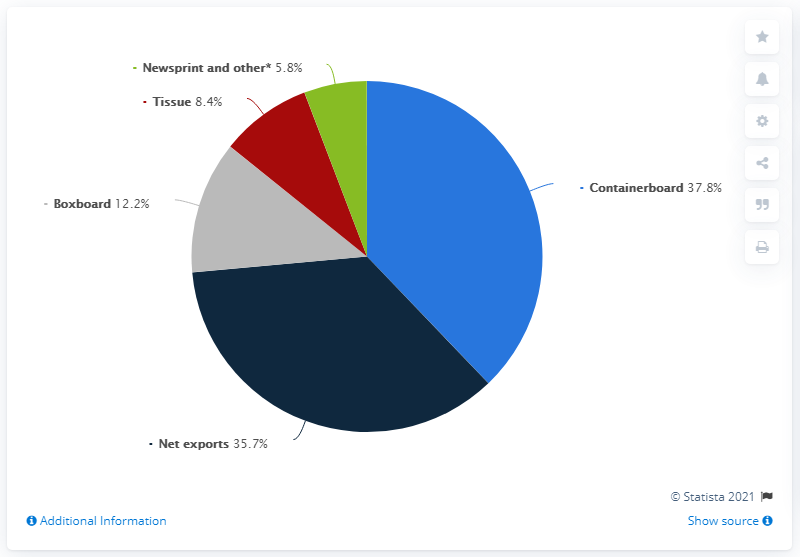 Newsprint and other* 5.8%
Tissue 8.4%
Containerboard 37.8%
Boxboard 12.2%
Net exports 35.7%
© Statista 2021
Additional Information
Show source